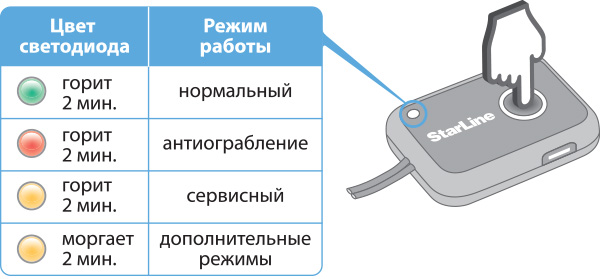 Цвет светодиода
Режим работы
горит 2 мин.
нормальный
горит 2 мин.
антиограбление
горит 2 мин.
сервисный
моргает 2 мин.
дополнительные режимы
StarLine